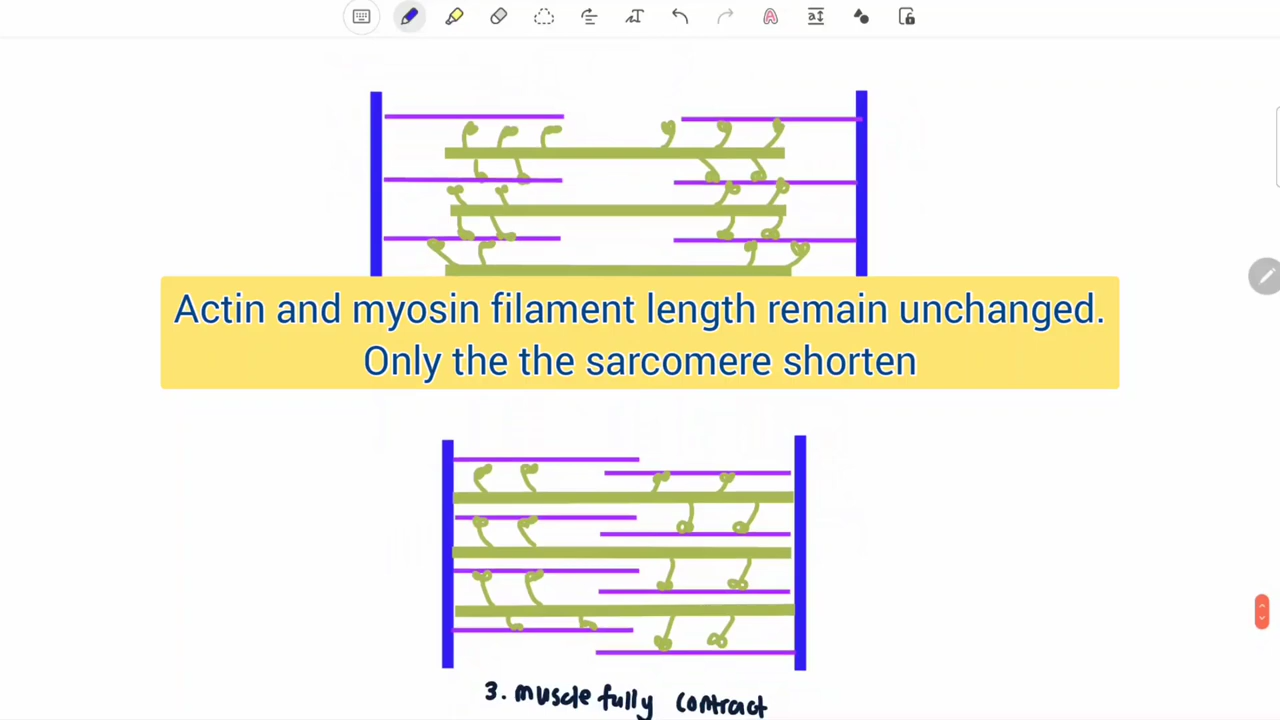 Actin and myosin filament length remain unchanged.
Only the the sarcomere shorten
3. muscle fully contract